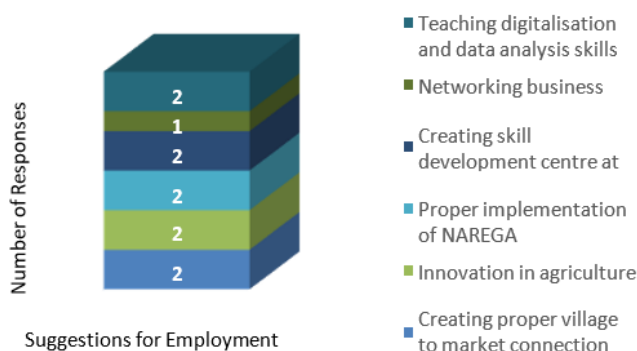 Number of Responses
2
1
2
2
2
2
Suggestions for Employment
Teaching digitalisation
and data analysis skills
Networking business
Creating skill
development centre at
Proper implementation
of NAREGA
Innovation in agriculture
Creating proper village
to market connection